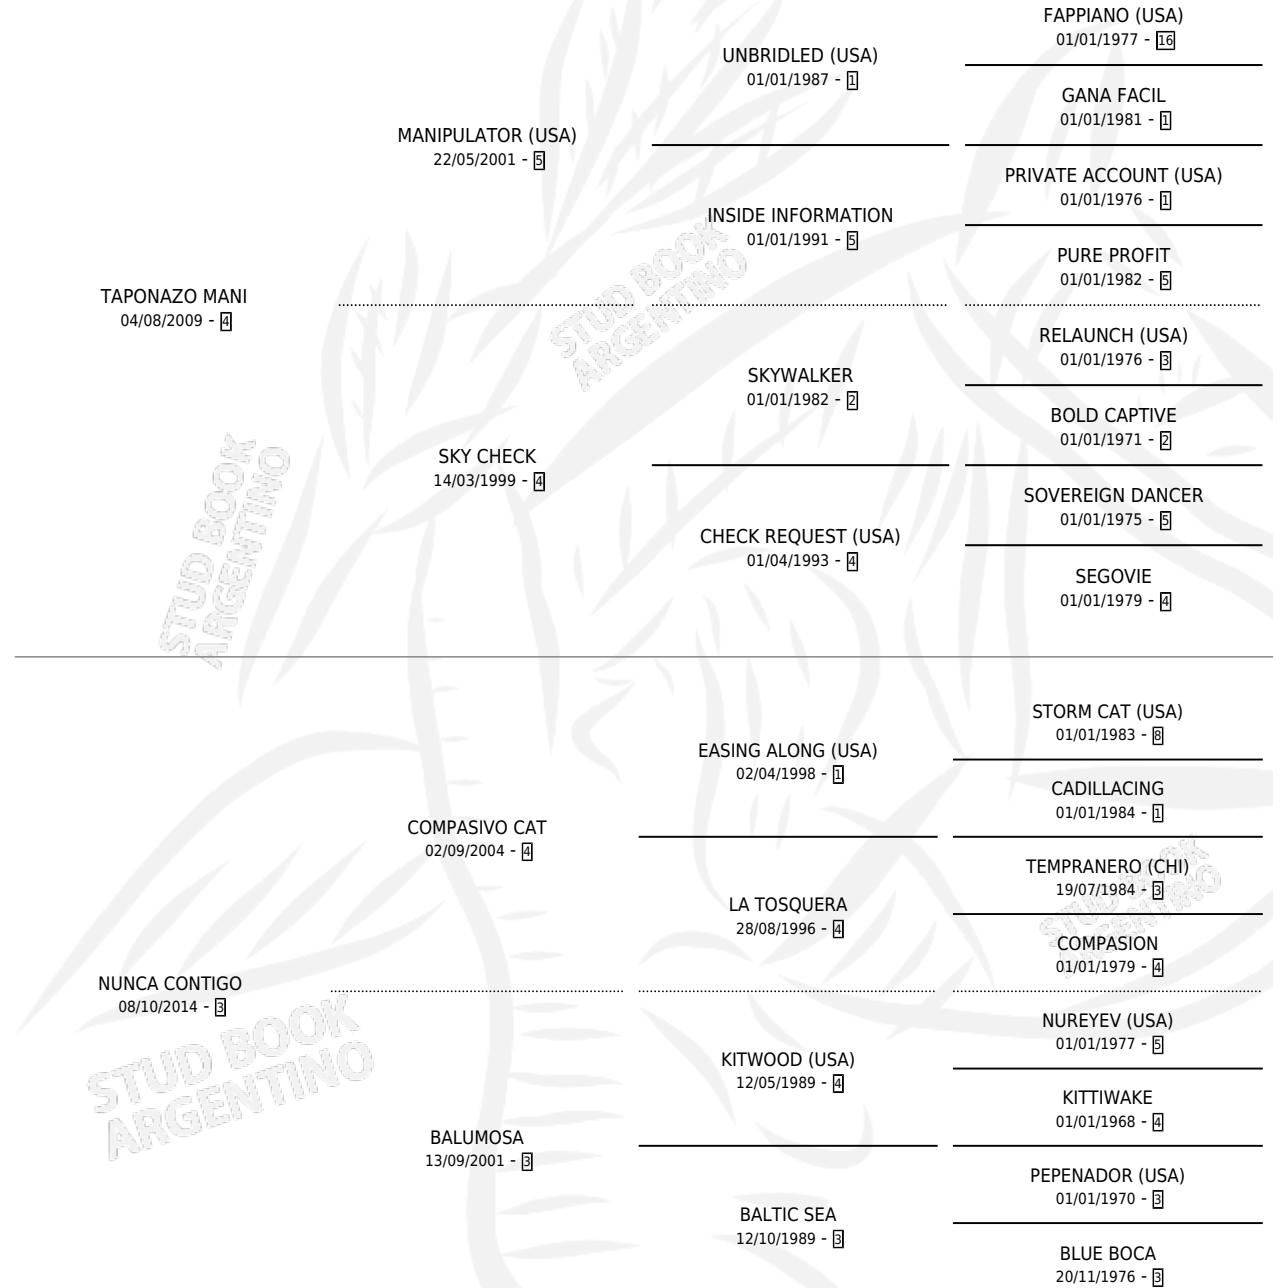 FAPPIANO (USA)
01/01/1977 - 16
UNBRIDLED (USA)
01/01/1987 - 1
GANA FACIL
01/01/1981 - 1
MANIPULATOR (USA)
22/05/2001 - 5
PRIVATE ACCOUNT (USA)
01/01/1976 - 1
INSIDE INFORMATION
01/01/1991 - 5
PURE PROFIT
01/01/1982 - 5
TAPONAZO MANI
04/08/2009 - 4
RELAUNCH (USA)
01/01/1976 - 3
SKYWALKER
01/01/1982 - 2
BOLD CAPTIVE
01/01/1971 - 2
SKY CHECK
14/03/1999 - 4
SOVEREIGN DANCER
01/01/1975 - 5
CHECK REQUEST (USA)
01/04/1993 - 4
SEGOVIE
01/01/1979 - 4
STORM CAT (USA)
01/01/1983 - 8
EASING ALONG (USA)
02/04/1998 - 1
CADILLACING
01/01/1984 - 1
COMPASIVO CAT
02/09/2004 - 4
TEMPRANERO (CHI)
19/07/1984 - 3
LA TOSQUERA
28/08/1996 - 4
COMPASION
01/01/1979 - 4
NUNCA CONTIGO
08/10/2014 - 3
NUREYEV (USA)
01/01/1977 - 5
KITWOOD (USA)
12/05/1989 - 4
KITTIWAKE
01/01/1968 - 4
BALUMOSA
13/09/2001 - 3
PEPENADOR (USA)
01/01/1970 - 3
BALTIC SEA
12/10/1989 - 3
BLUE BOCA
20/11/1976 - 3
STUD BOOK
ARGENTINO
STUD BOOK
ARGENTINO
STUD BOOK
ARGENTINO
STUD BOOK
ARGENTINO